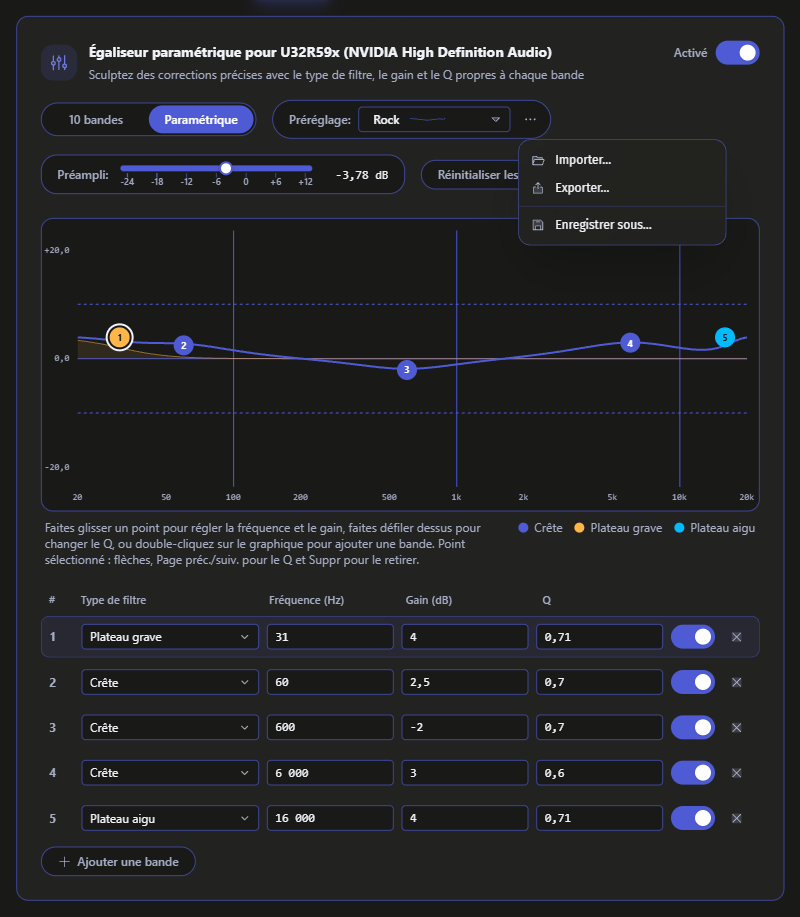 Égaliseur paramétrique pour U32R59x (NVIDIA High Definition Audio)
Activé
Sculptez des corrections précises avec le type de filtre, le gain et le Q propres à chaque bande
10 bandes
Paramétrique
Préréglage:
Rock
...
Importer...
Exporter...
Enregistrer sous...
Préampli:
-24 -18 -12 -6 0 +6 +12
-3,78 dB
Réinitialiser les
+20,0
0,0
-20,0
1
2
3
4
5
20 50 100 200 500 1k 2k 5k 10k 20k
Faites glisser un point pour régler la fréquence et le gain, faites défiler dessus pour
changer le Q, ou double-cliquez sur le graphique pour ajouter une bande. Point
sélectionné : flèches, Page préc./suiv. pour le Q et Suppr pour le retirer.
Crête Plateau grave Plateau aigu
# Type de filtre Fréquence (Hz) Gain (dB) Q
1 Plateau grave 31 4 0,71
2 Crête 60 2,5 0,7
3 Crête 600 -2 0,7
4 Crête 6 000 3 0,6
5 Plateau aigu 16 000 4 0,71
+ Ajouter une bande